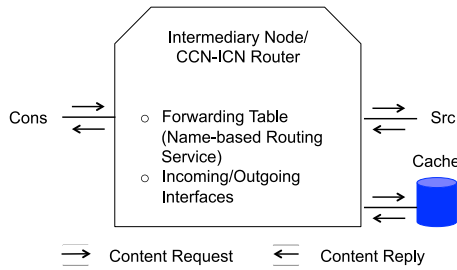 Intermediary Node/
CCN-ICN Router
Cons
○ Forwarding Table
(Name-based Routing
Service)
○ Incoming/Outgoing
Interfaces
Src
Cache
Content Request
Content Reply